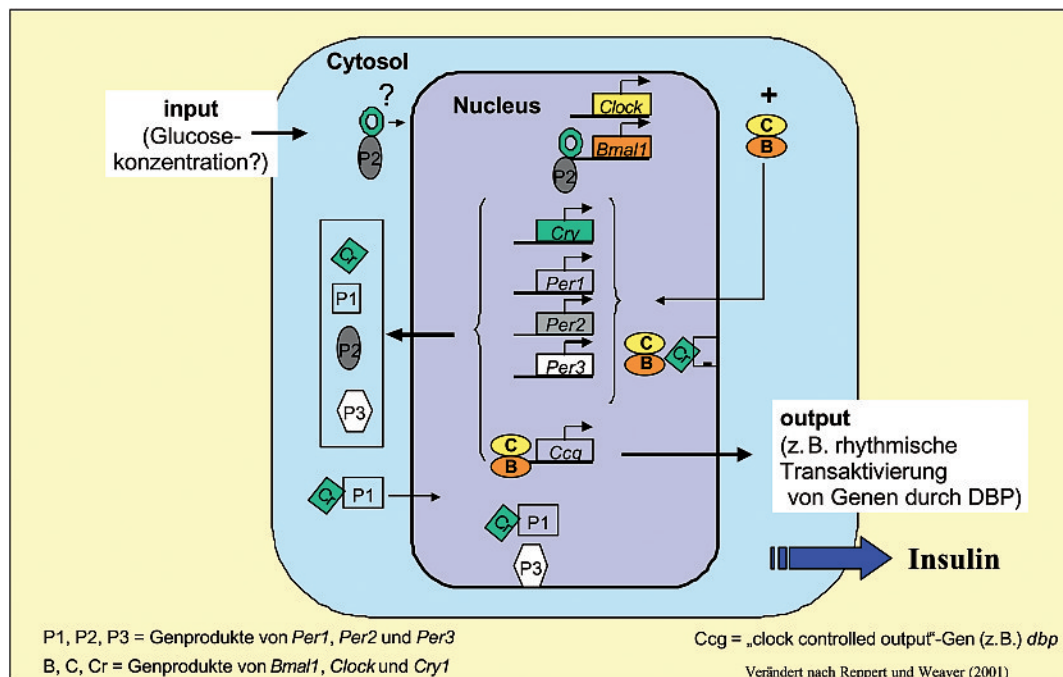 Cytosol
?
input
(Glucose-
konzentration?)
P2
Nucleus
Clock
Bmal1
P2
+
C
B
Cry
Per1
Per2
Per3
Cr
P1
P2
P3
C
B
Cr
-
C
B
Ccg
output
(z. B. rhythmische
Transaktivierung
von Genen durch DBP)
Cr
P1
Cr
P1
P3
Insulin
P1, P2, P3 = Genprodukte von Per1, Per2 und Per3
B, C, Cr = Genprodukte von Bmal1, Clock und Cry1
Ccg = „clock controlled output"-Gen (z.B.) dbp
Verändert nach Reppert und Weaver (2001)